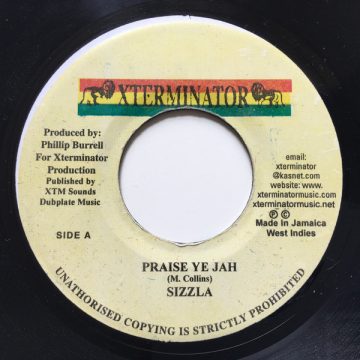 XTERMINATOR
Produced by:
Phillip Burrell
For Xterminator
Production
Published by
XTM Sounds
Dubplate Music
SIDE A
email:
xterminator
@kasnet.com
website: www.
xterminatormusic.com
xterminatormusic.net
Ⓟ ©
Made In Jamaica
West Indies
PRAISE YE JAH
(M. Collins)
SIZZLA
UNAUTHORISED COPYING IS STRICTLY PROHIBITED